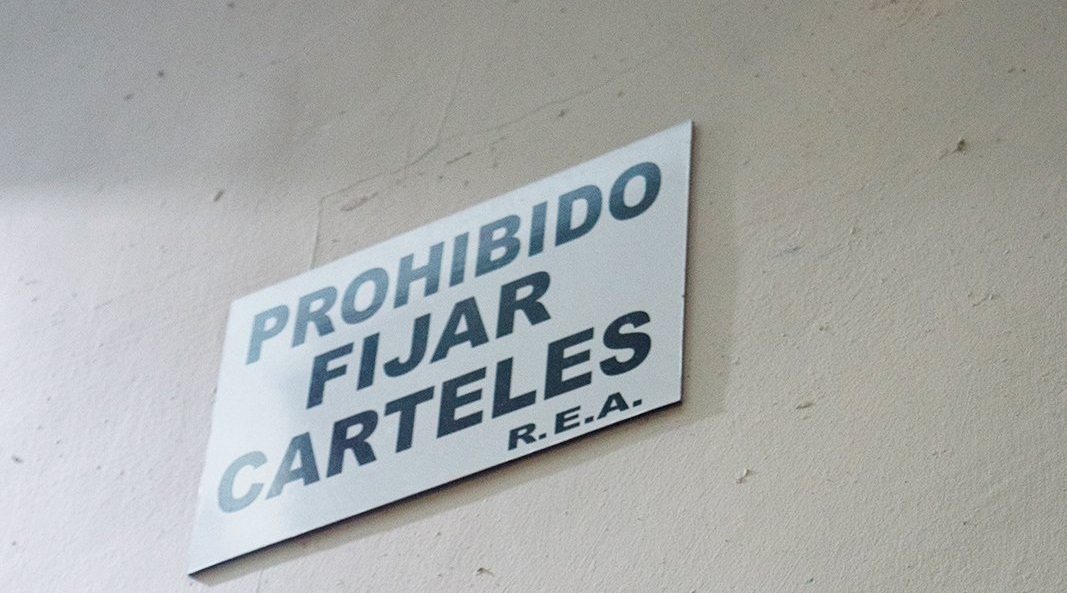 PROHIBIDO
FIJAR
CARTELES
R.E.A.